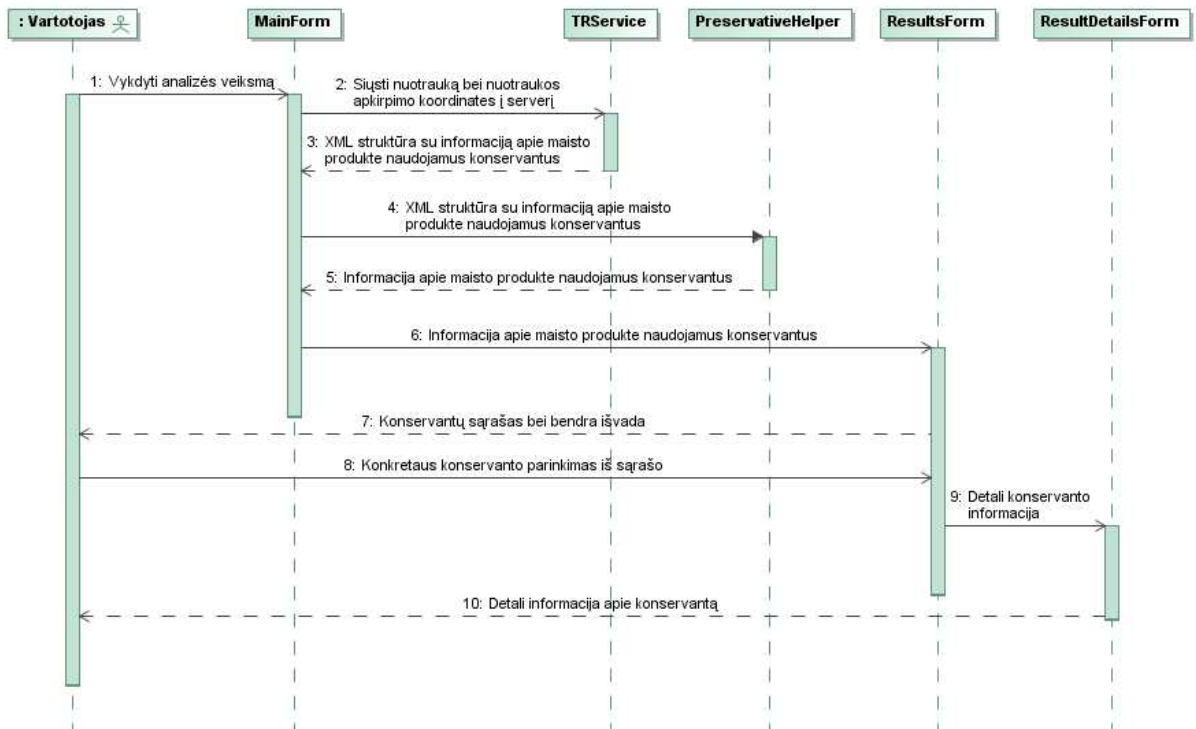 : Vartotojas
MainForm
TRService
PreservativeHelper
ResultsForm
ResultDetailsForm
1: Vykdyti analizės veiksmą
2: Siųsti nuotrauką bei nuotraukos
apkirpimo koordinates į serverį
3: XML struktūra su informaciją apie maisto
produkte naudojamus konservantus
4: XML struktūra su informaciją apie maisto
produkte naudojamus konservantus
5: Informacija apie maisto produkte naudojamus konservantus
6: Informacija apie maisto produkte naudojamus konservantus
7: Konservantų sąrašas bei bendra išvada
8: Konkretaus konservanto parinkimas iš sąrašo
9: Detali konservanto
informacija
10: Detali informacija apie konservantą